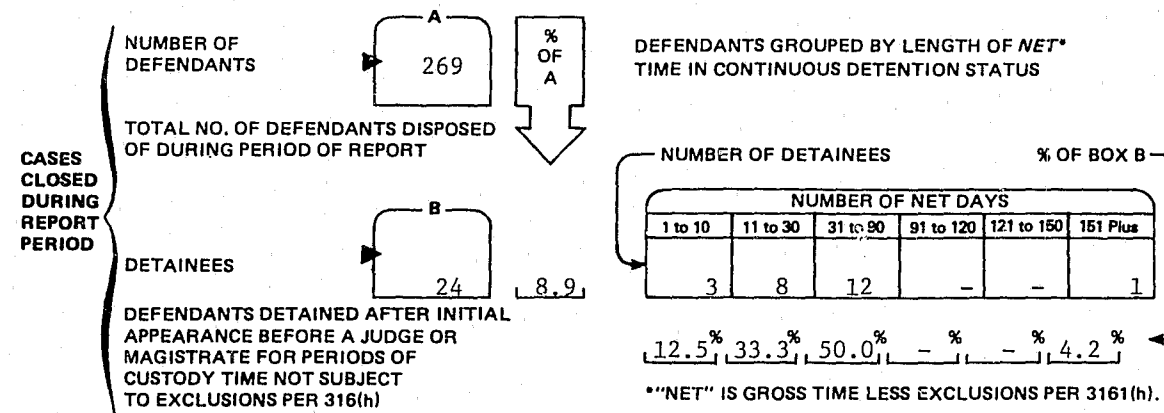 A
NUMBER OF
DEFENDANTS
269
%
OF
A
TOTAL NO. OF DEFENDANTS DISPOSED
OF DURING PERIOD OF REPORT
CASES
CLOSED
DURING
REPORT
PERIOD
B
DETAINEES
24
8.9
DEFENDANTS DETAINED AFTER INITIAL
APPEARANCE BEFORE A JUDGE OR
MAGISTRATE FOR PERIODS OF
CUSTODY TIME NOT SUBJECT
TO EXCLUSIONS PER 316(h)
DEFENDANTS GROUPED BY LENGTH OF NET*
TIME IN CONTINUOUS DETENTION STATUS
NUMBER OF DETAINEES % OF BOX B
NUMBER OF NET DAYS
1 to 10 11 to 30 31 to 90 91 to 120 121 to 150 151 Plus
3 8 12 – – 1
12.5% 33.3% 50.0% – % – % 4.2 %
*"NET" IS GROSS TIME LESS EXCLUSIONS PER 3161(h).